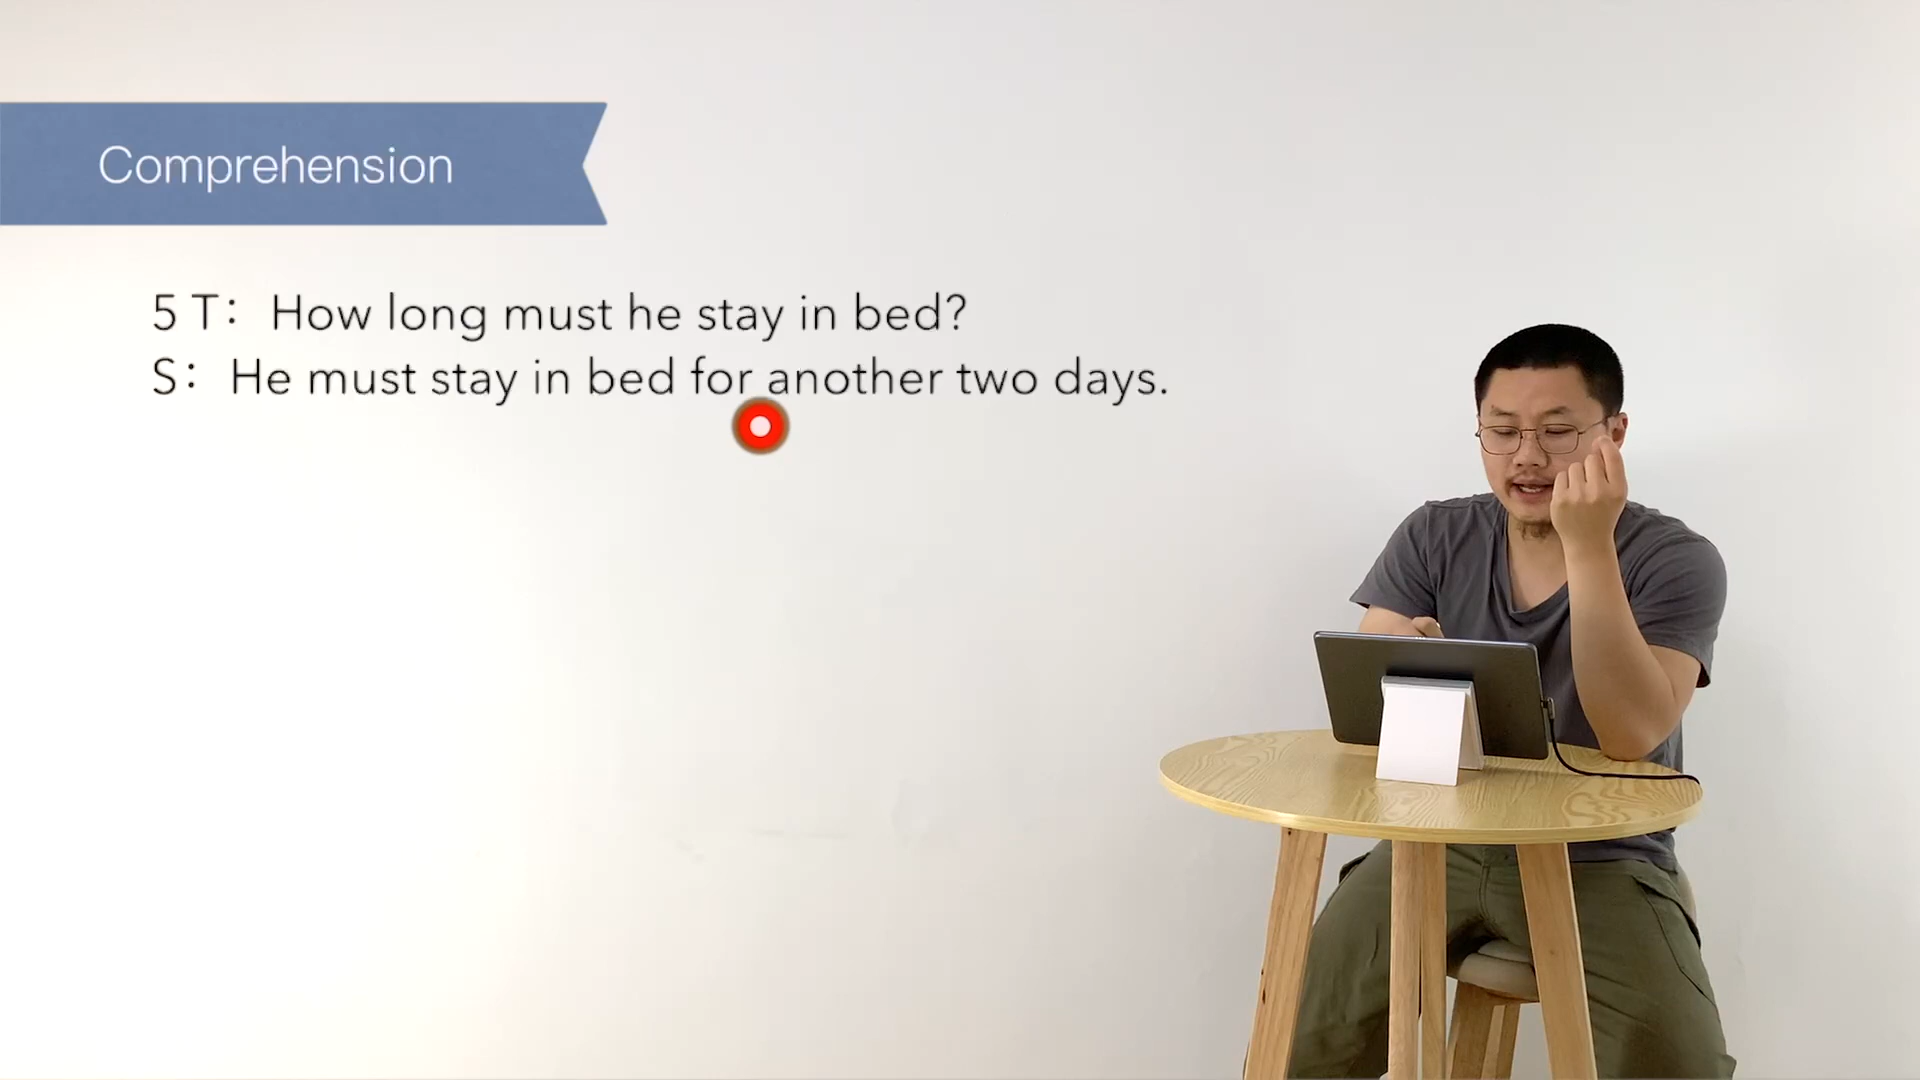 Comprehension
5 T： How long must he stay in bed?
S： He must stay in bed for another two days.